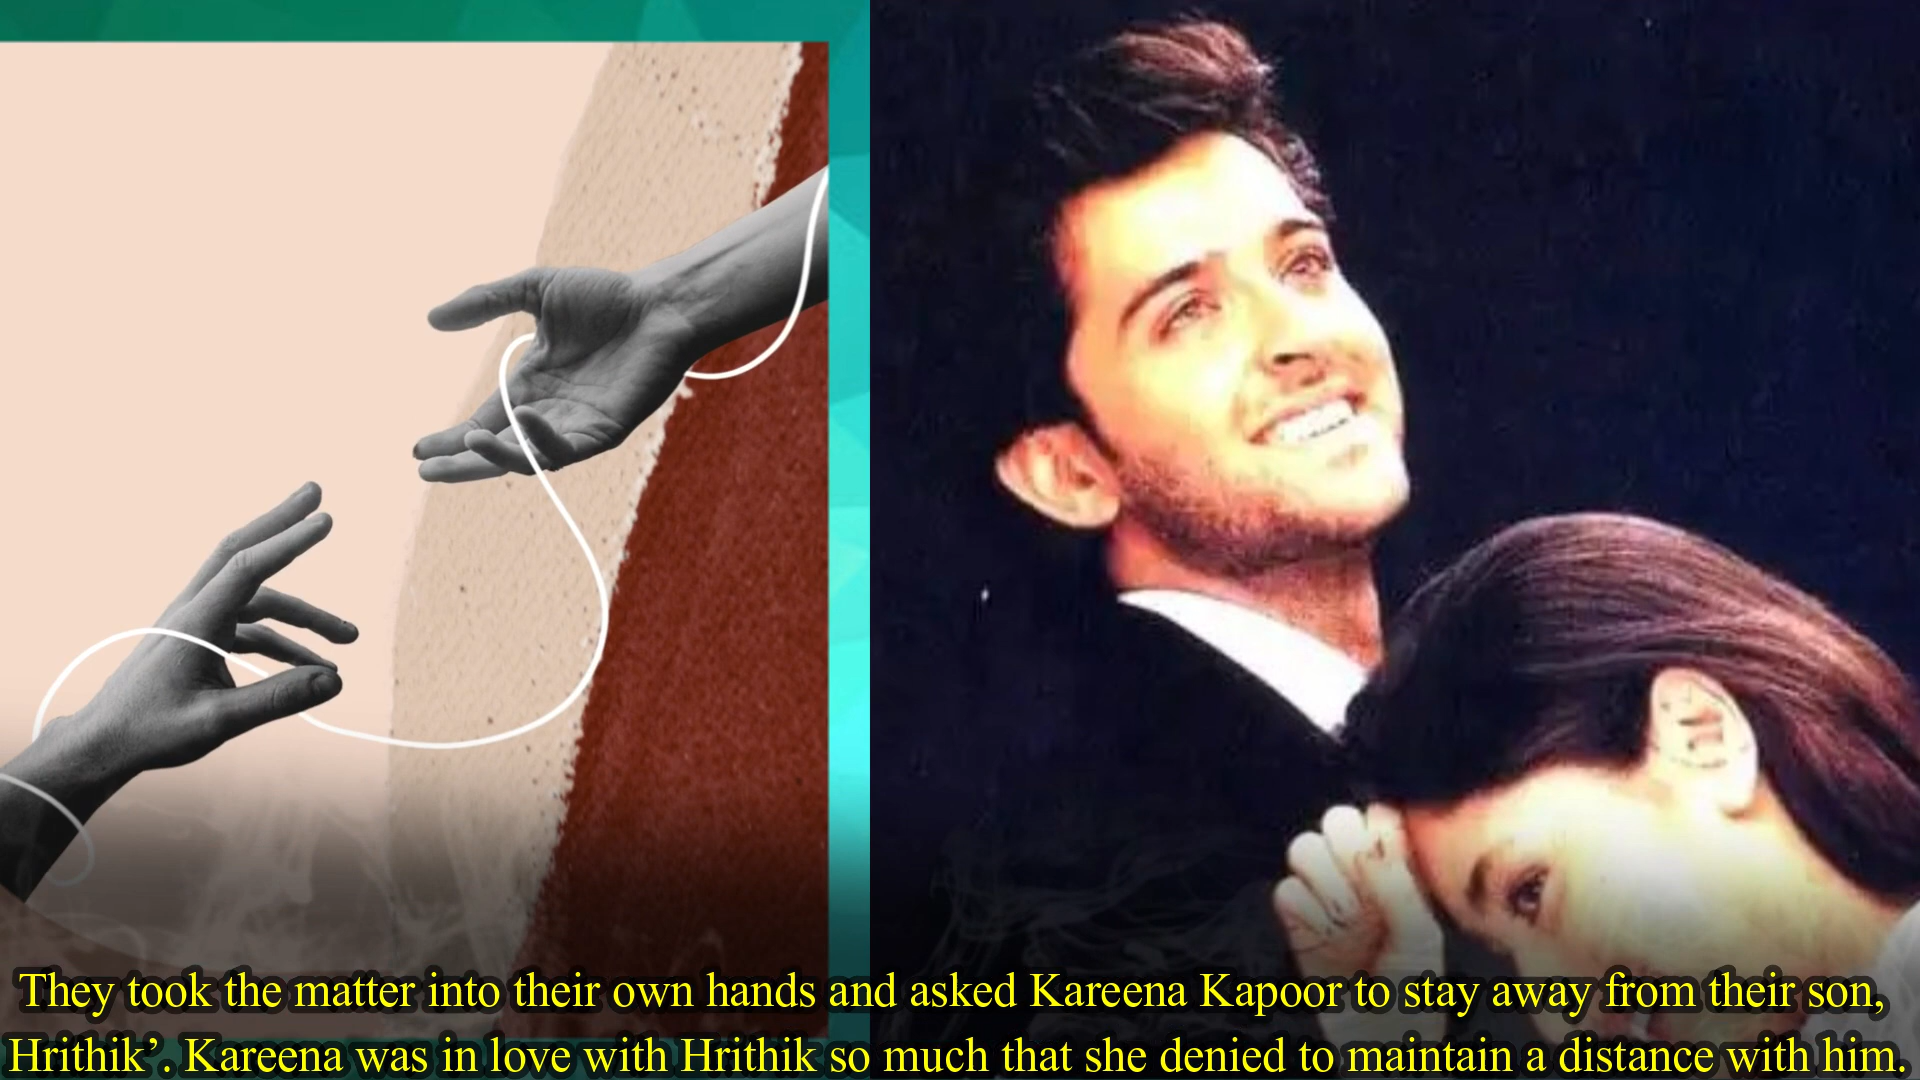 They took the matter into their own hands and asked Kareena Kapoor to stay away from their son,
Hrithik’. Kareena was in love with Hrithik so much that she denied to maintain a distance with him.